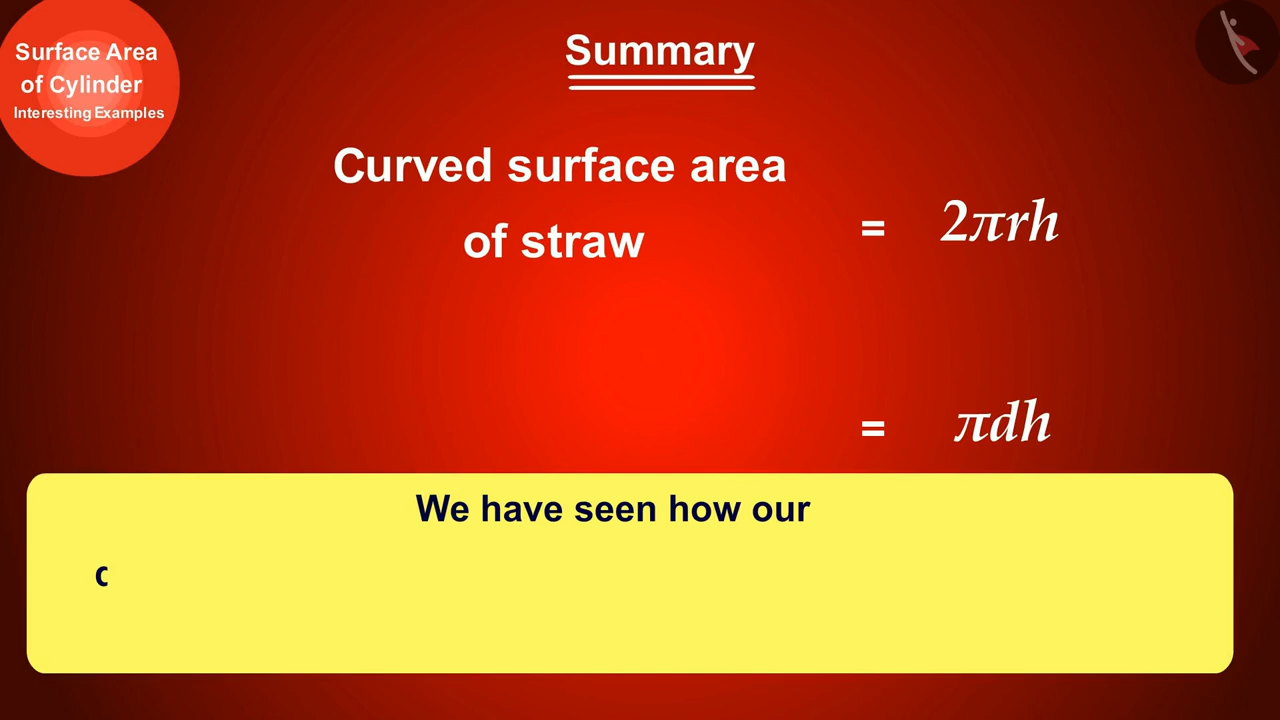 Surface Area
of Cylinder
Interesting Examples
Summary
Curved surface area
of straw
= 2πrh
= πdh
We have seen how our
c